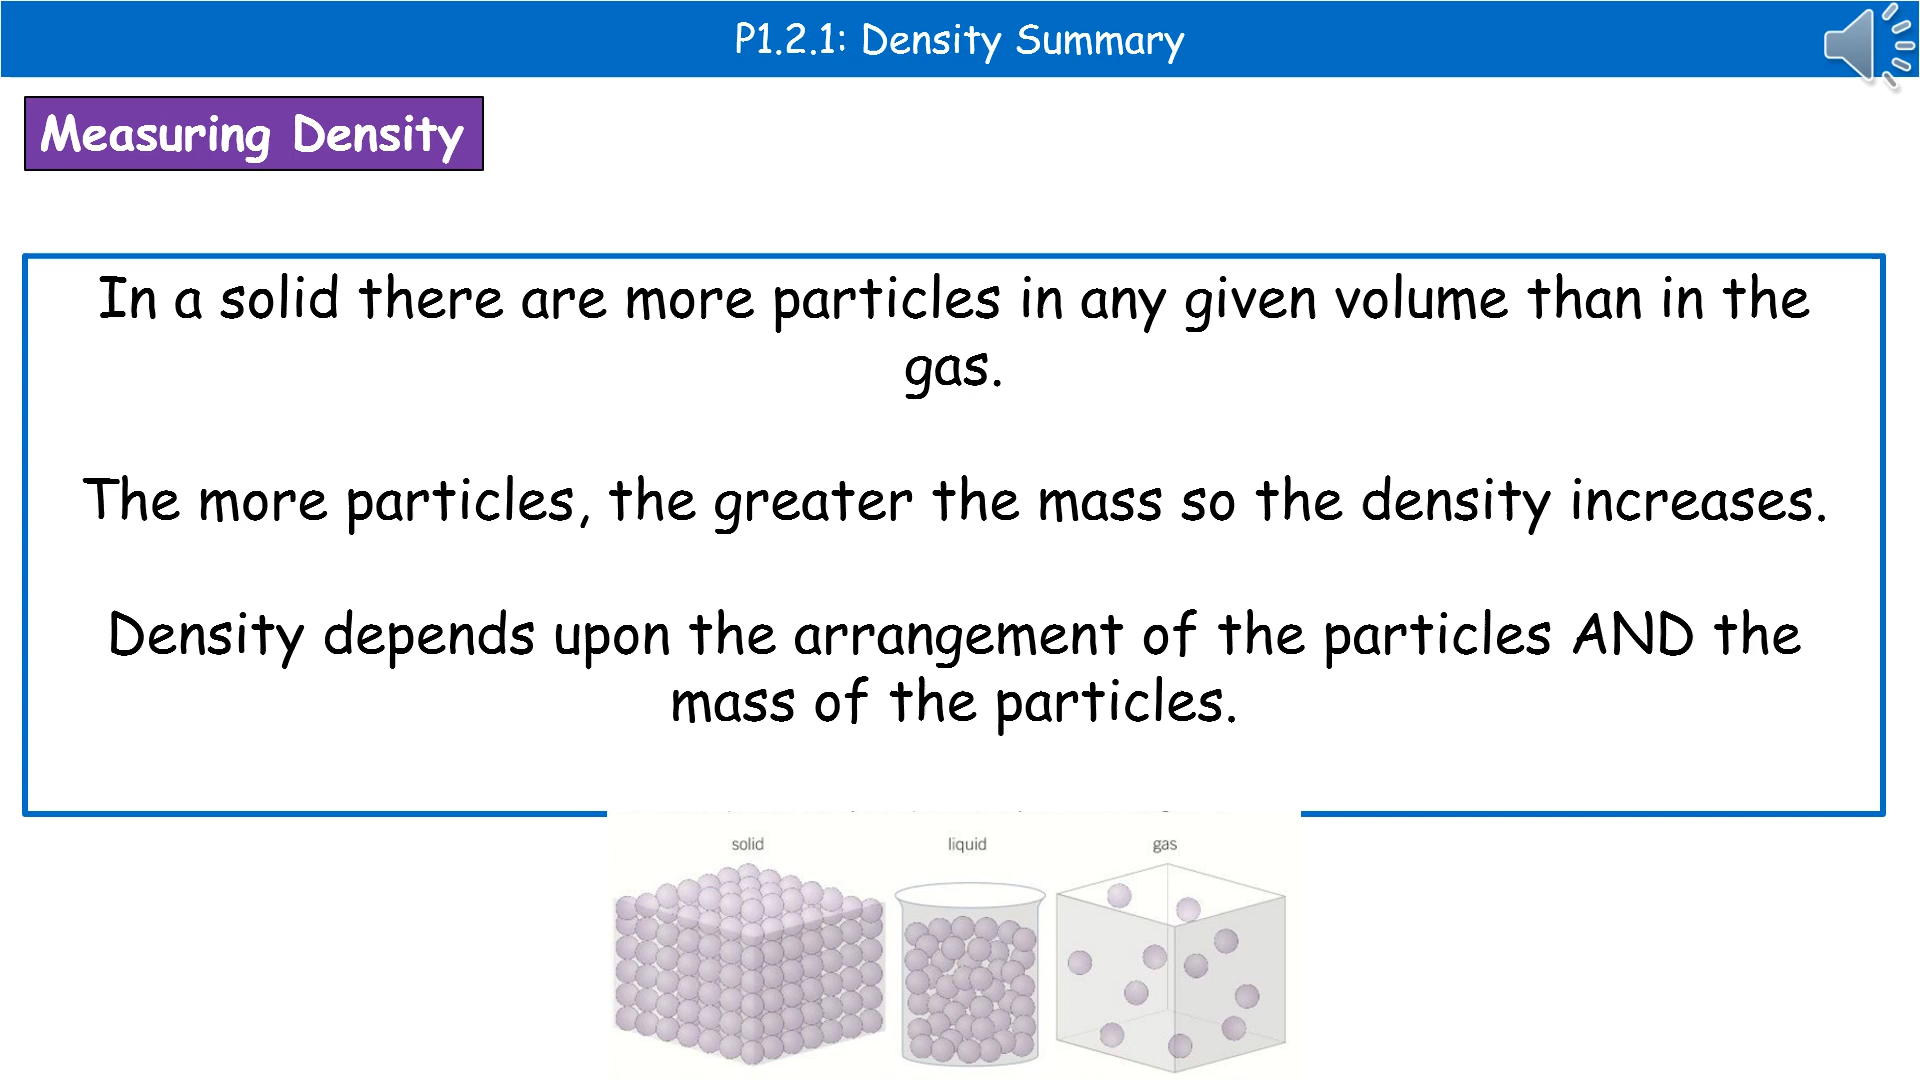 P1.2.1: Density Summary
Measuring Density
In a solid there are more particles in any given volume than in the
gas.
The more particles, the greater the mass so the density increases.
Density depends upon the arrangement of the particles AND the
mass of the particles.
solid liquid gas